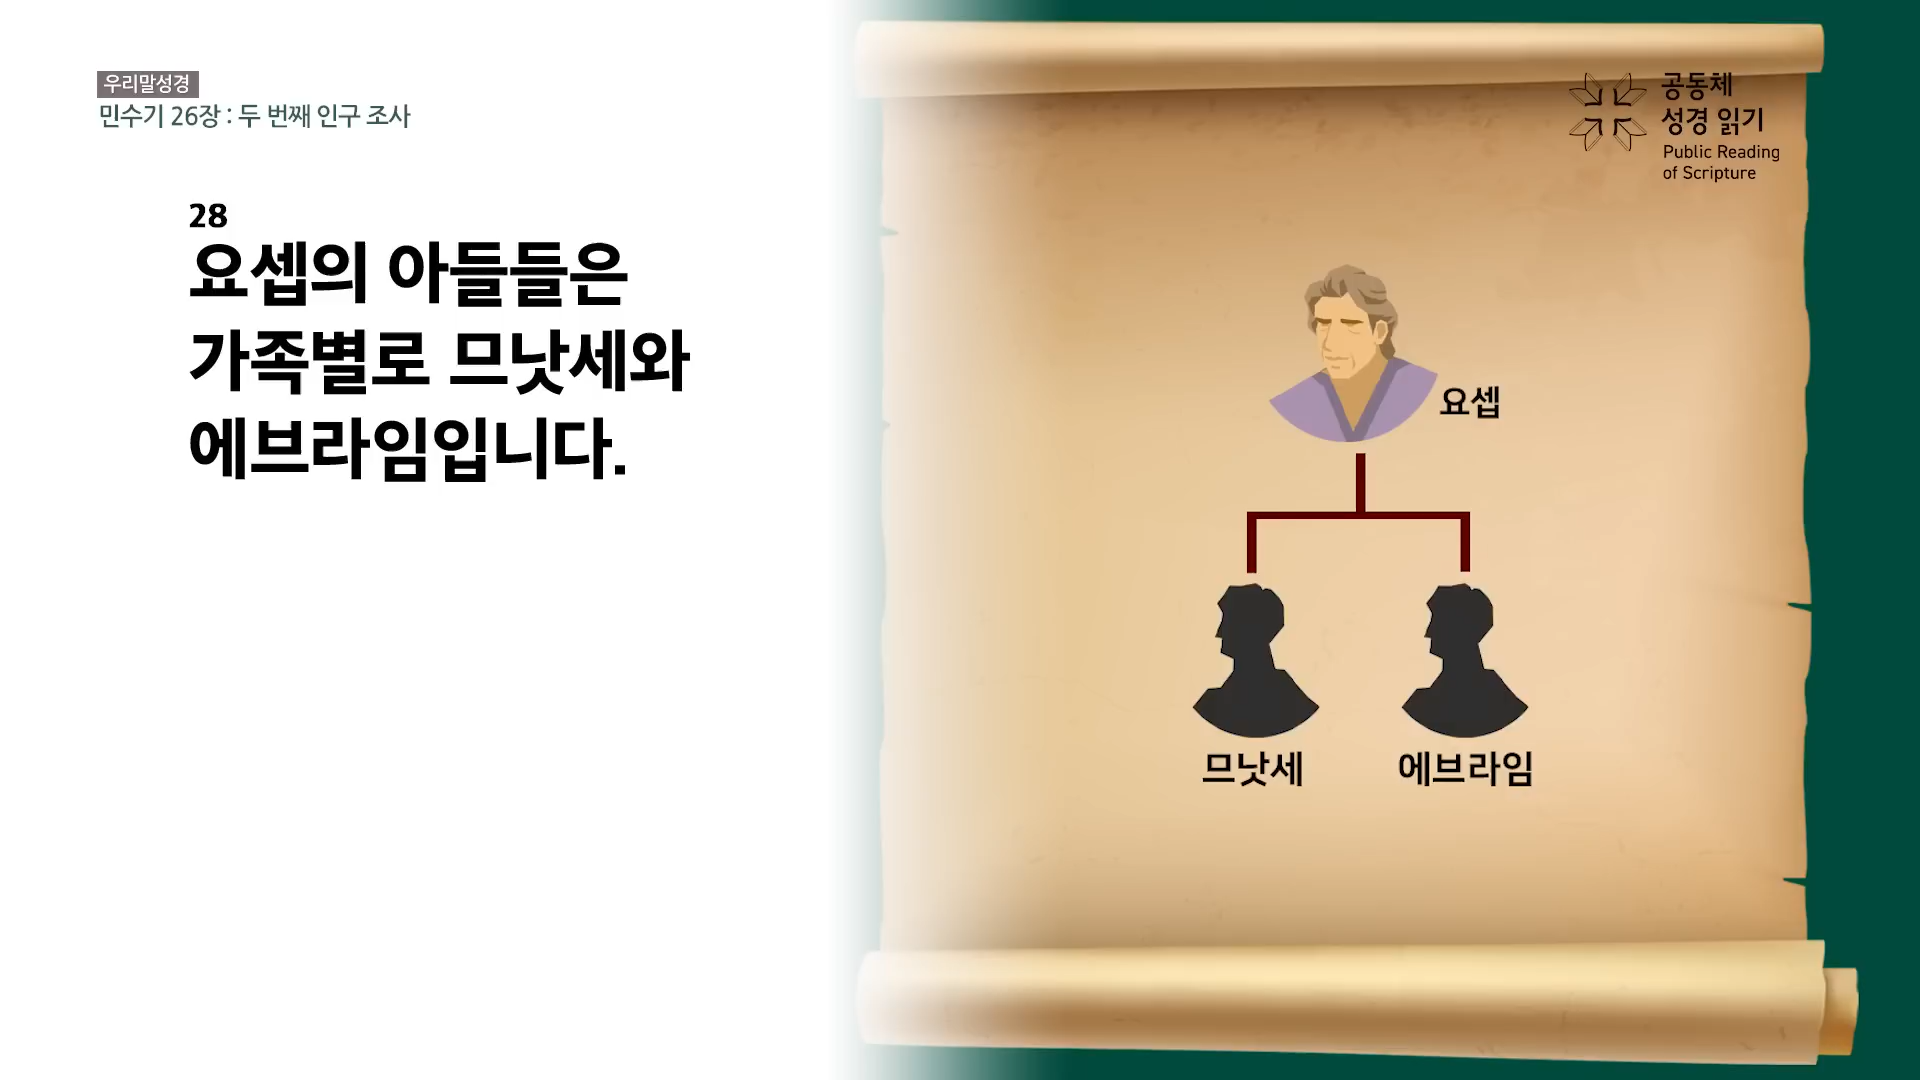 우리말성경
민수기 26장 : 두 번째 인구 조사
28
요셉의 아들들은
가족별로 므낫세와
에브라임입니다.
공동체
성경 읽기
Public Reading
of Scripture
요셉
므낫세
에브라임